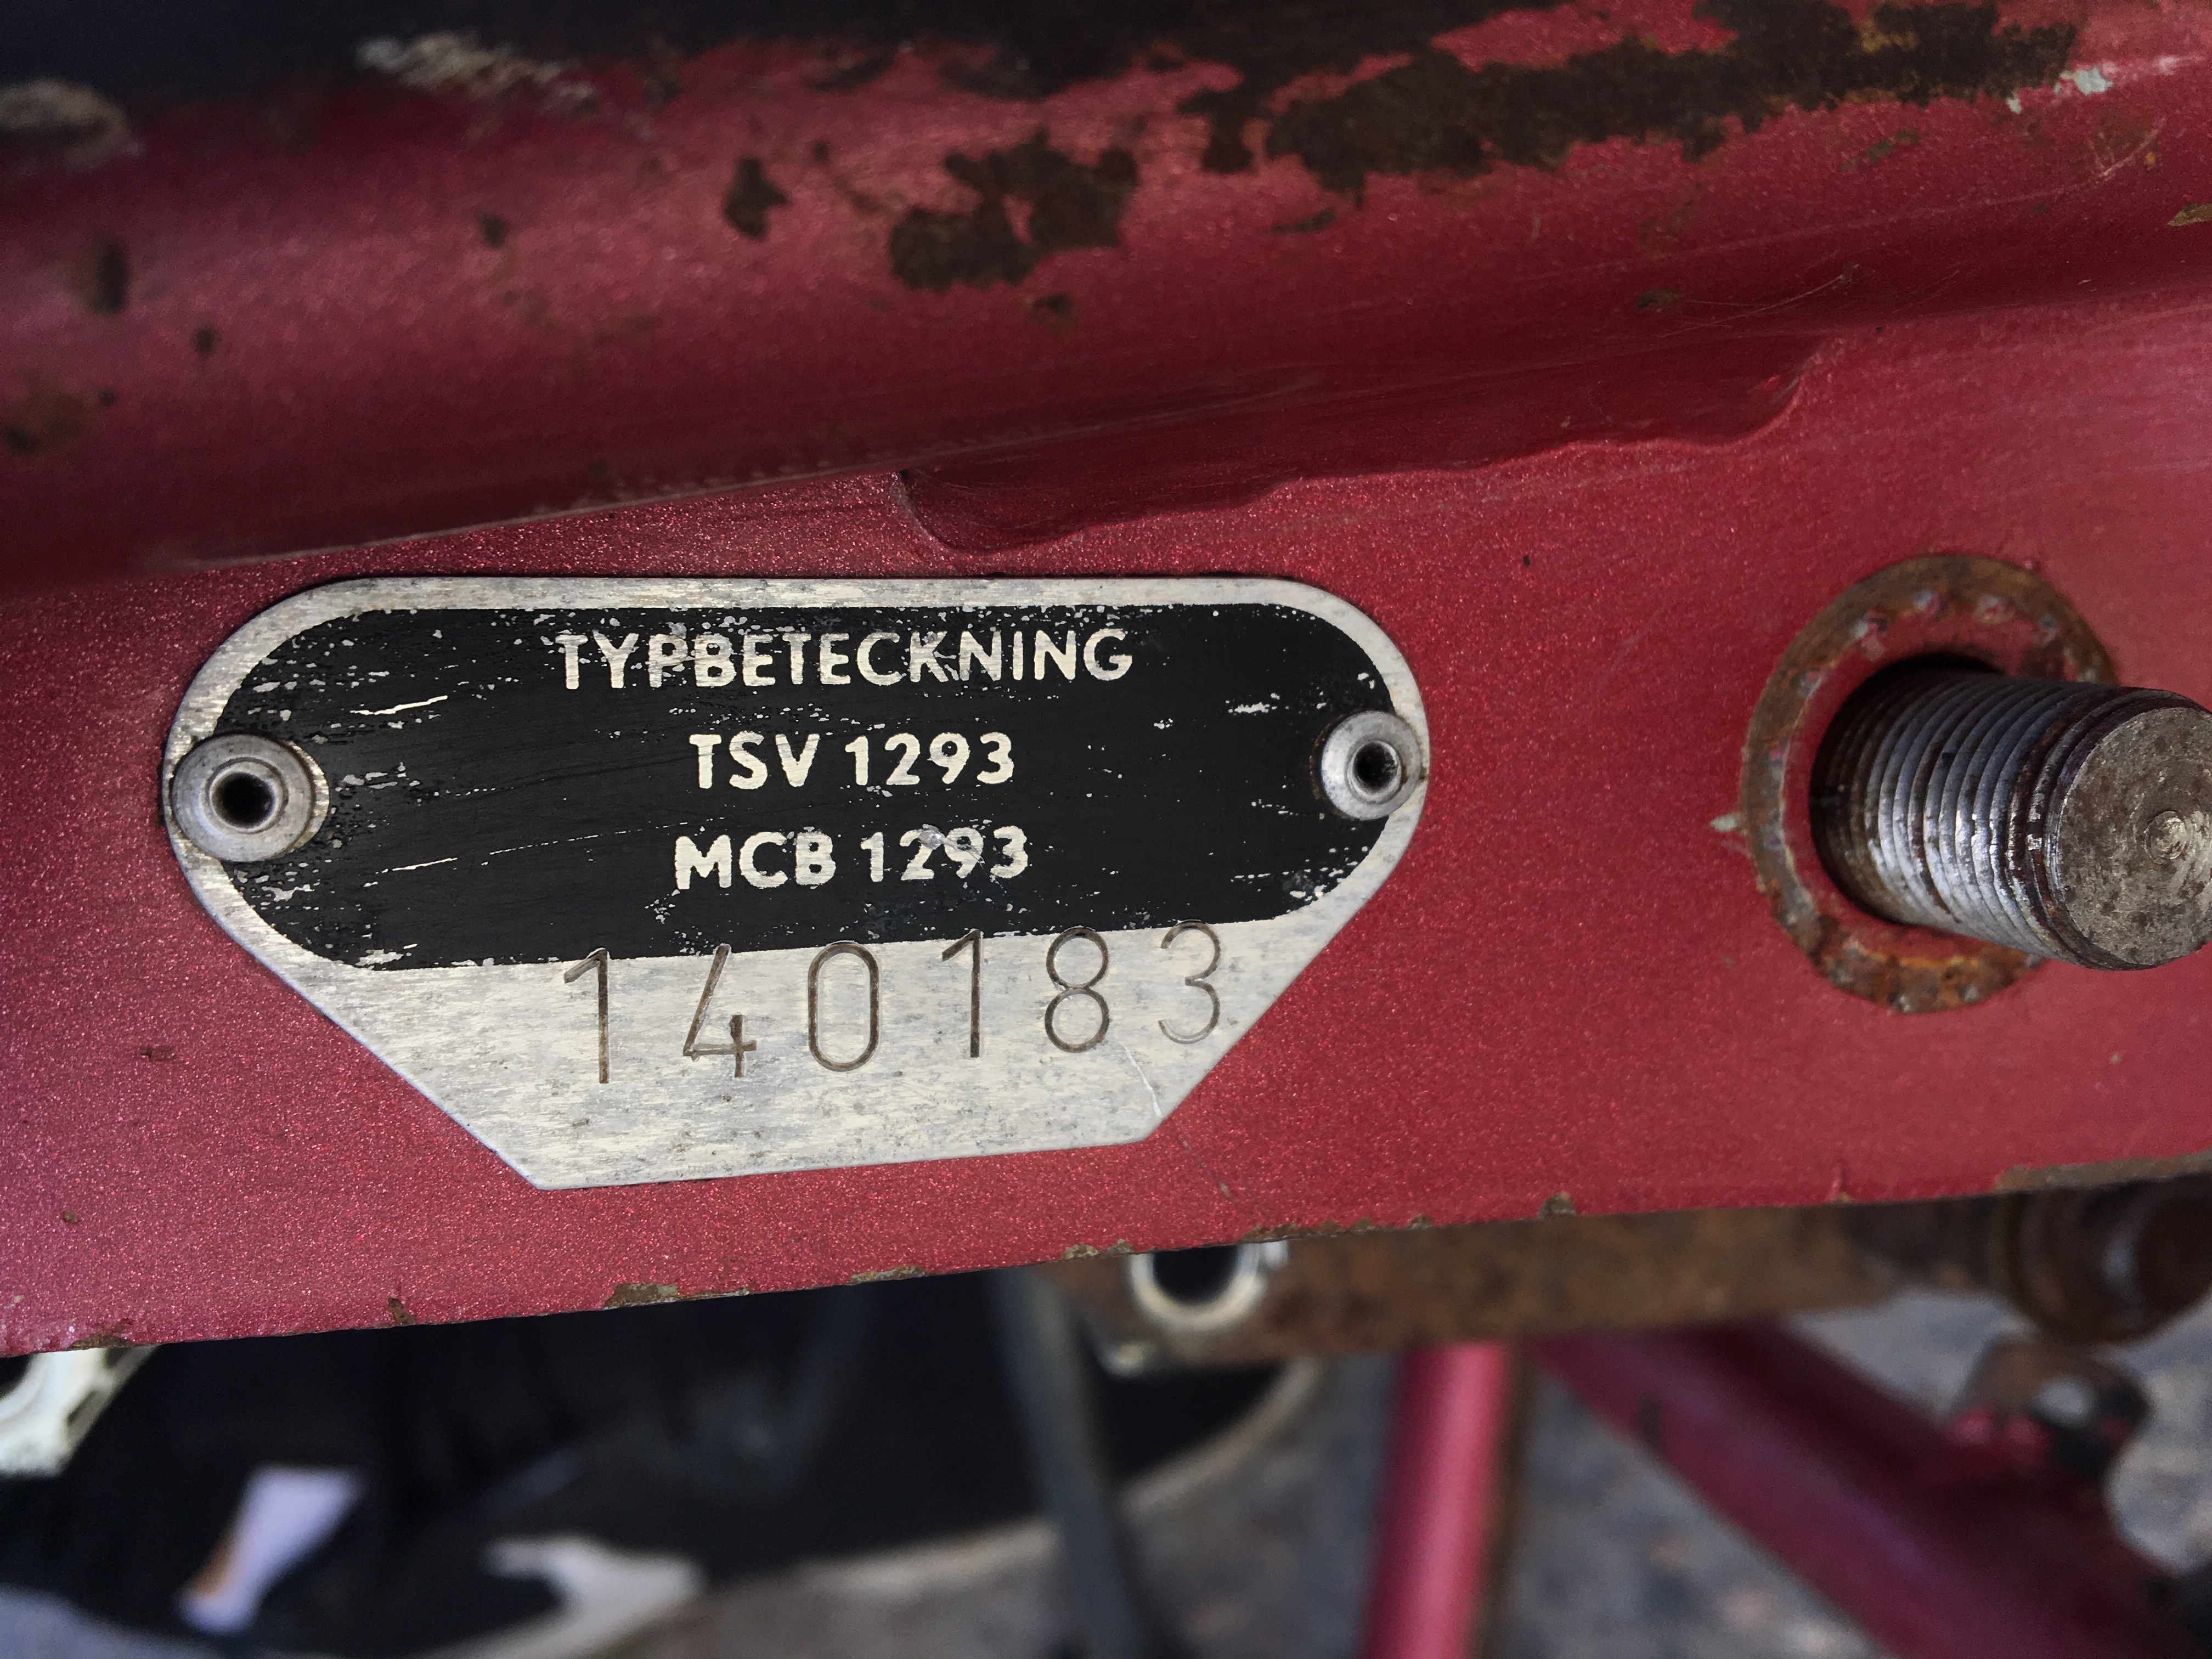 TYPBETECKNING
TSV 1293
MCB 1293
140183